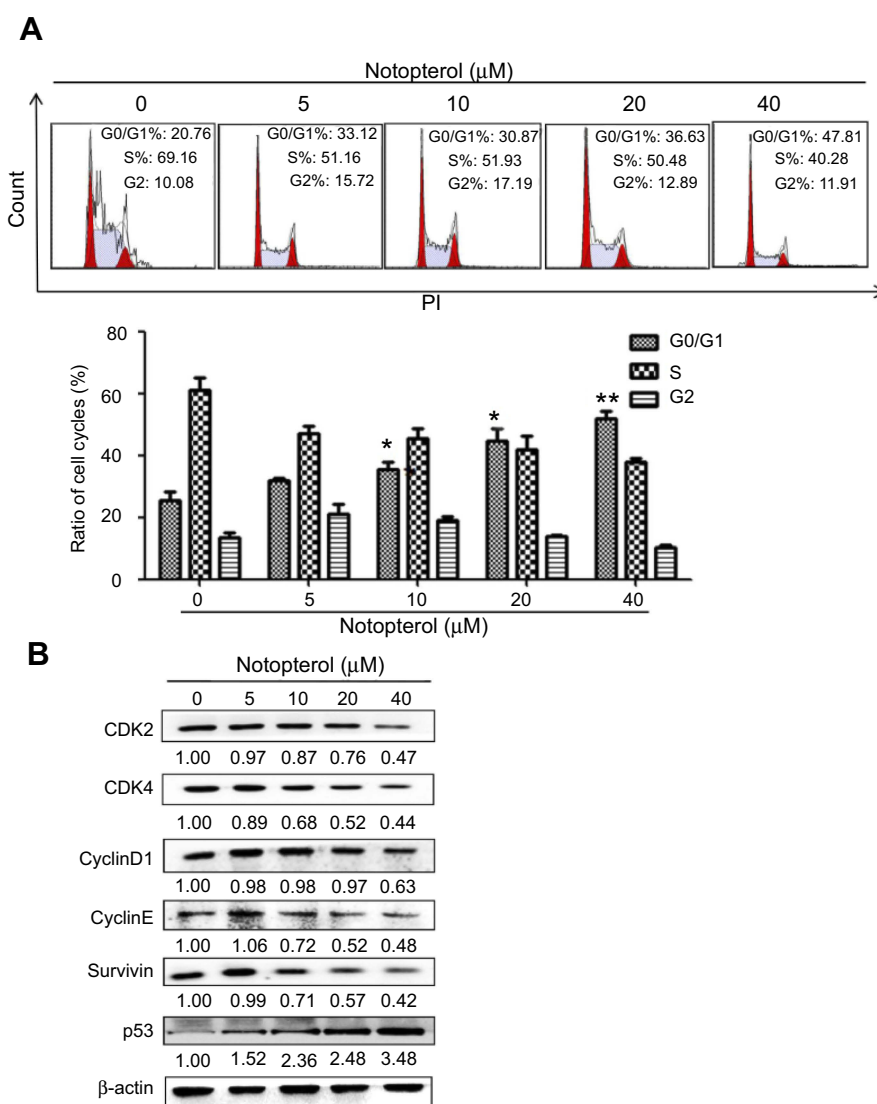 A
Notopterol (μM)
0 5 10 20 40
G0/G1%: 20.76
S%: 69.16
G2: 10.08
G0/G1%: 33.12
S%: 51.16
G2%: 15.72
G0/G1%: 30.87
S%: 51.93
G2%: 17.19
G0/G1%: 36.63
S%: 50.48
G2%: 12.89
G0/G1%: 47.81
S%: 40.28
G2%: 11.91
Count
PI
80
60
40
20
0
Ratio of cell cycles (%)
G0/G1
S
G2
* * **
0 5 10 20 40
Notopterol (μM)
B
Notopterol (μM)
0 5 10 20 40
CDK2
1.00 0.97 0.87 0.76 0.47
CDK4
1.00 0.89 0.68 0.52 0.44
CyclinD1
1.00 0.98 0.98 0.97 0.63
CyclinE
1.00 1.06 0.72 0.52 0.48
Survivin
1.00 0.99 0.71 0.57 0.42
p53
1.00 1.52 2.36 2.48 3.48
β-actin